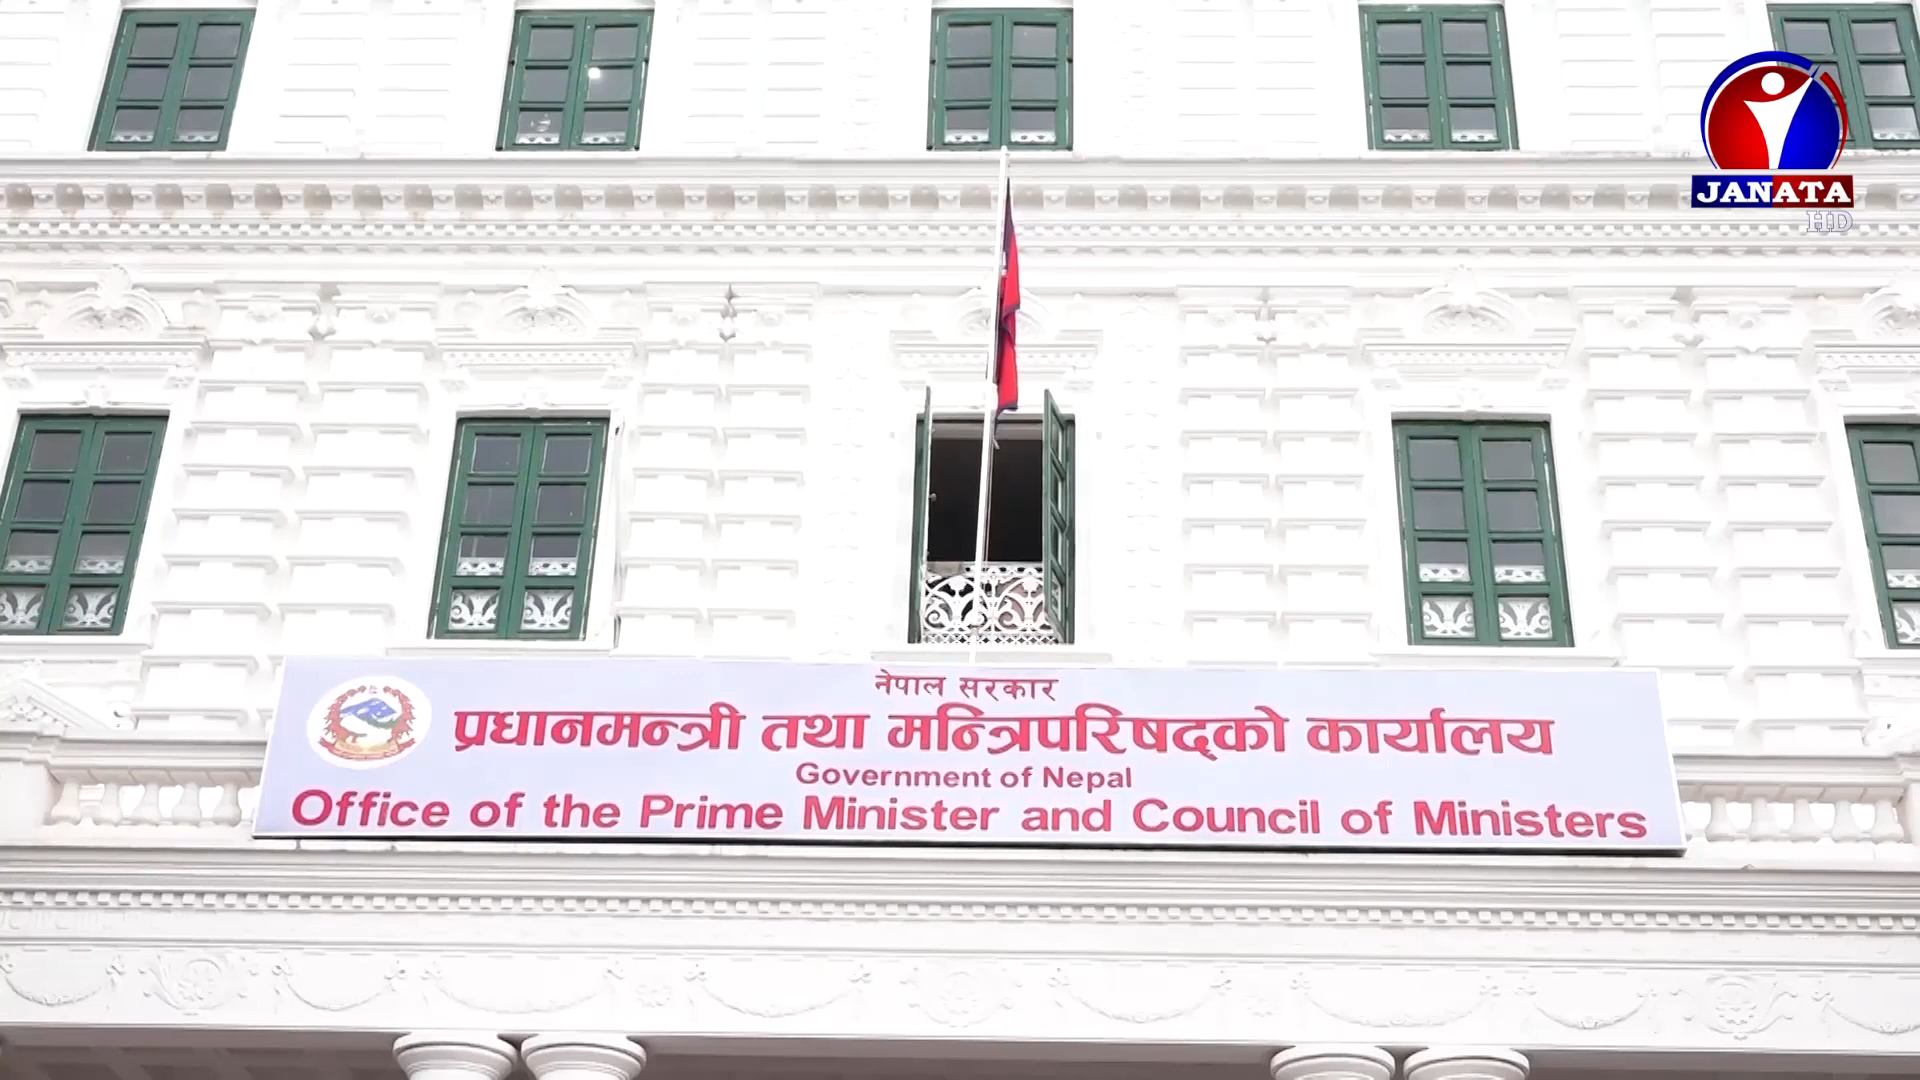 JANATA
HD
नेपाल सरकार
प्रधानमन्त्री तथा मन्त्रिपरिषद्को कार्यालय
Government of Nepal
Office of the Prime Minister and Council of Ministers